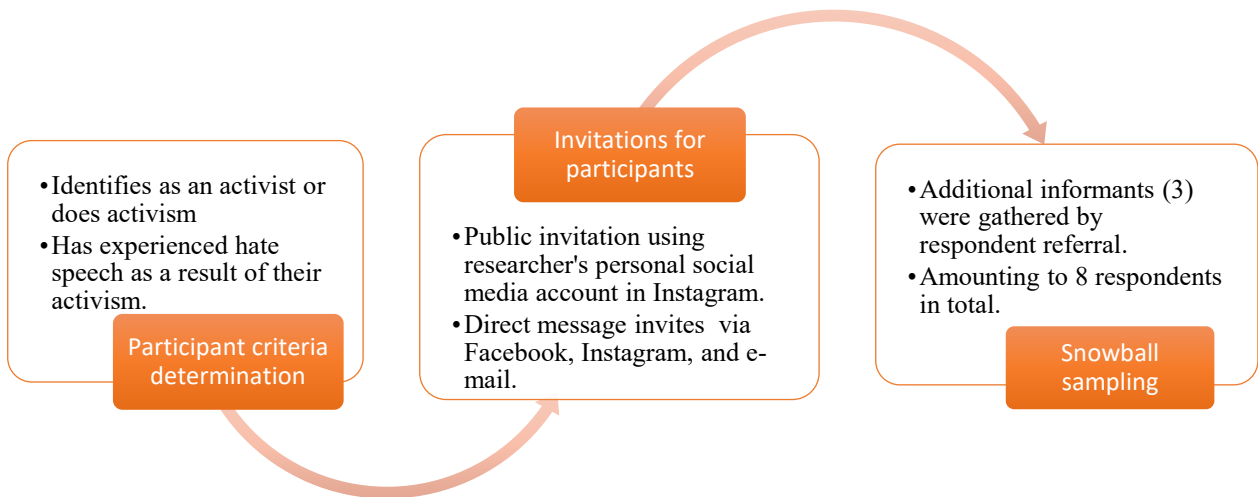 •Identifies as an activist or
does activism
•Has experienced hate
speech as a result of their
activism.
Participant criteria
determination
Invitations for
participants
•Public invitation using
researcher's personal social
media account in Instagram.
•Direct message invites  via
Facebook, Instagram, and e-
mail.
•Additional informants (3)
were gathered by
respondent referral.
•Amounting to 8 respondents
in total.
Snowball
sampling